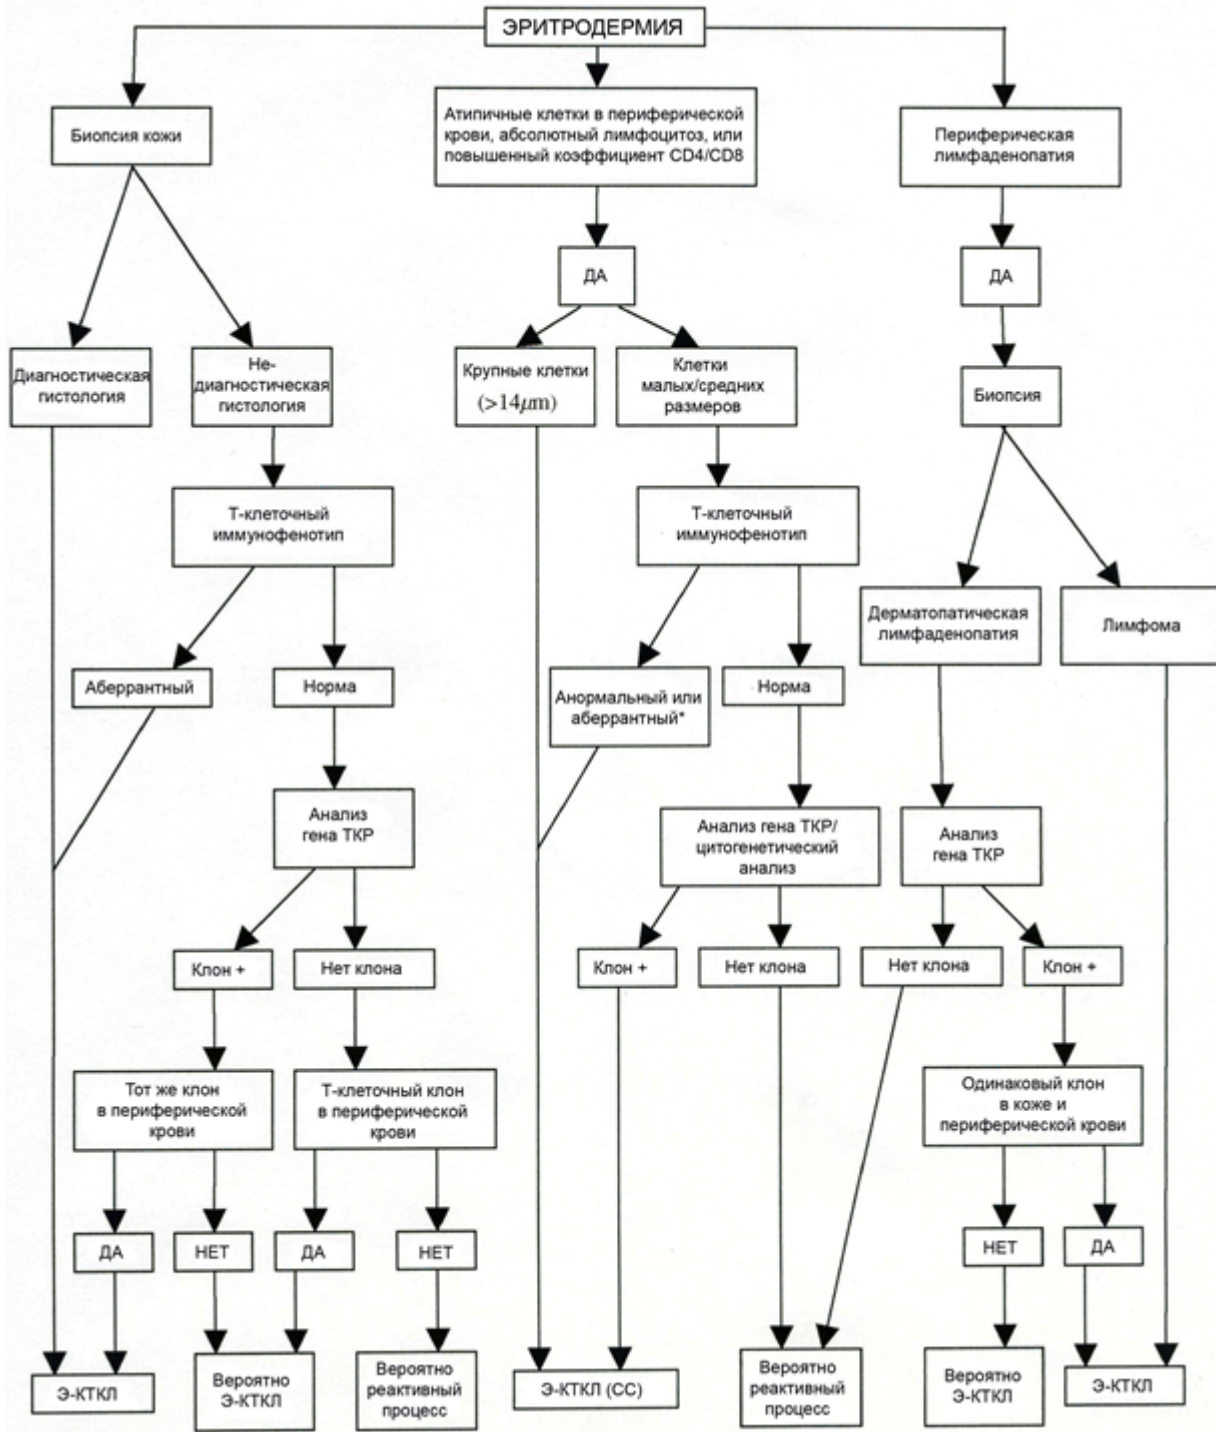 ЭРИТРОДЕРМИЯ
Биопсия кожи
Атипичные клетки в периферической
крови, абсолютный лимфоцитоз, или
повышенный коэффициент CD4/CD8
Периферическая
лимфаденопатия
ДА
ДА
Диагностическая
гистология
Не-
диагностическая
гистология
Крупные клетки
(>14μm)
Клетки
малых/средних
размеров
Биопсия
Т-клеточный
иммунофенотип
Т-клеточный
иммунофенотип
Дерматопатическая
лимфаденопатия
Лимфома
Аберрантный
Норма
Анормальный или
аберрантный*
Норма
Анализ
гена ТКР
Анализ гена ТКР/
цитогенетический
анализ
Анализ
гена ТКР
Клон +
Нет клона
Клон +
Нет клона
Нет клона
Клон +
Тот же клон
в периферической
крови
Т-клеточный клон
в периферической
крови
Одинаковый клон
в коже и
периферической крови
ДА
НЕТ
ДА
НЕТ
НЕТ
ДА
Э-КТКЛ
Вероятно
Э-КТКЛ
Вероятно
реактивный
процесс
Э-КТКЛ (СС)
Вероятно
реактивный
процесс
Вероятно
Э-КТКЛ
Э-КТКЛ